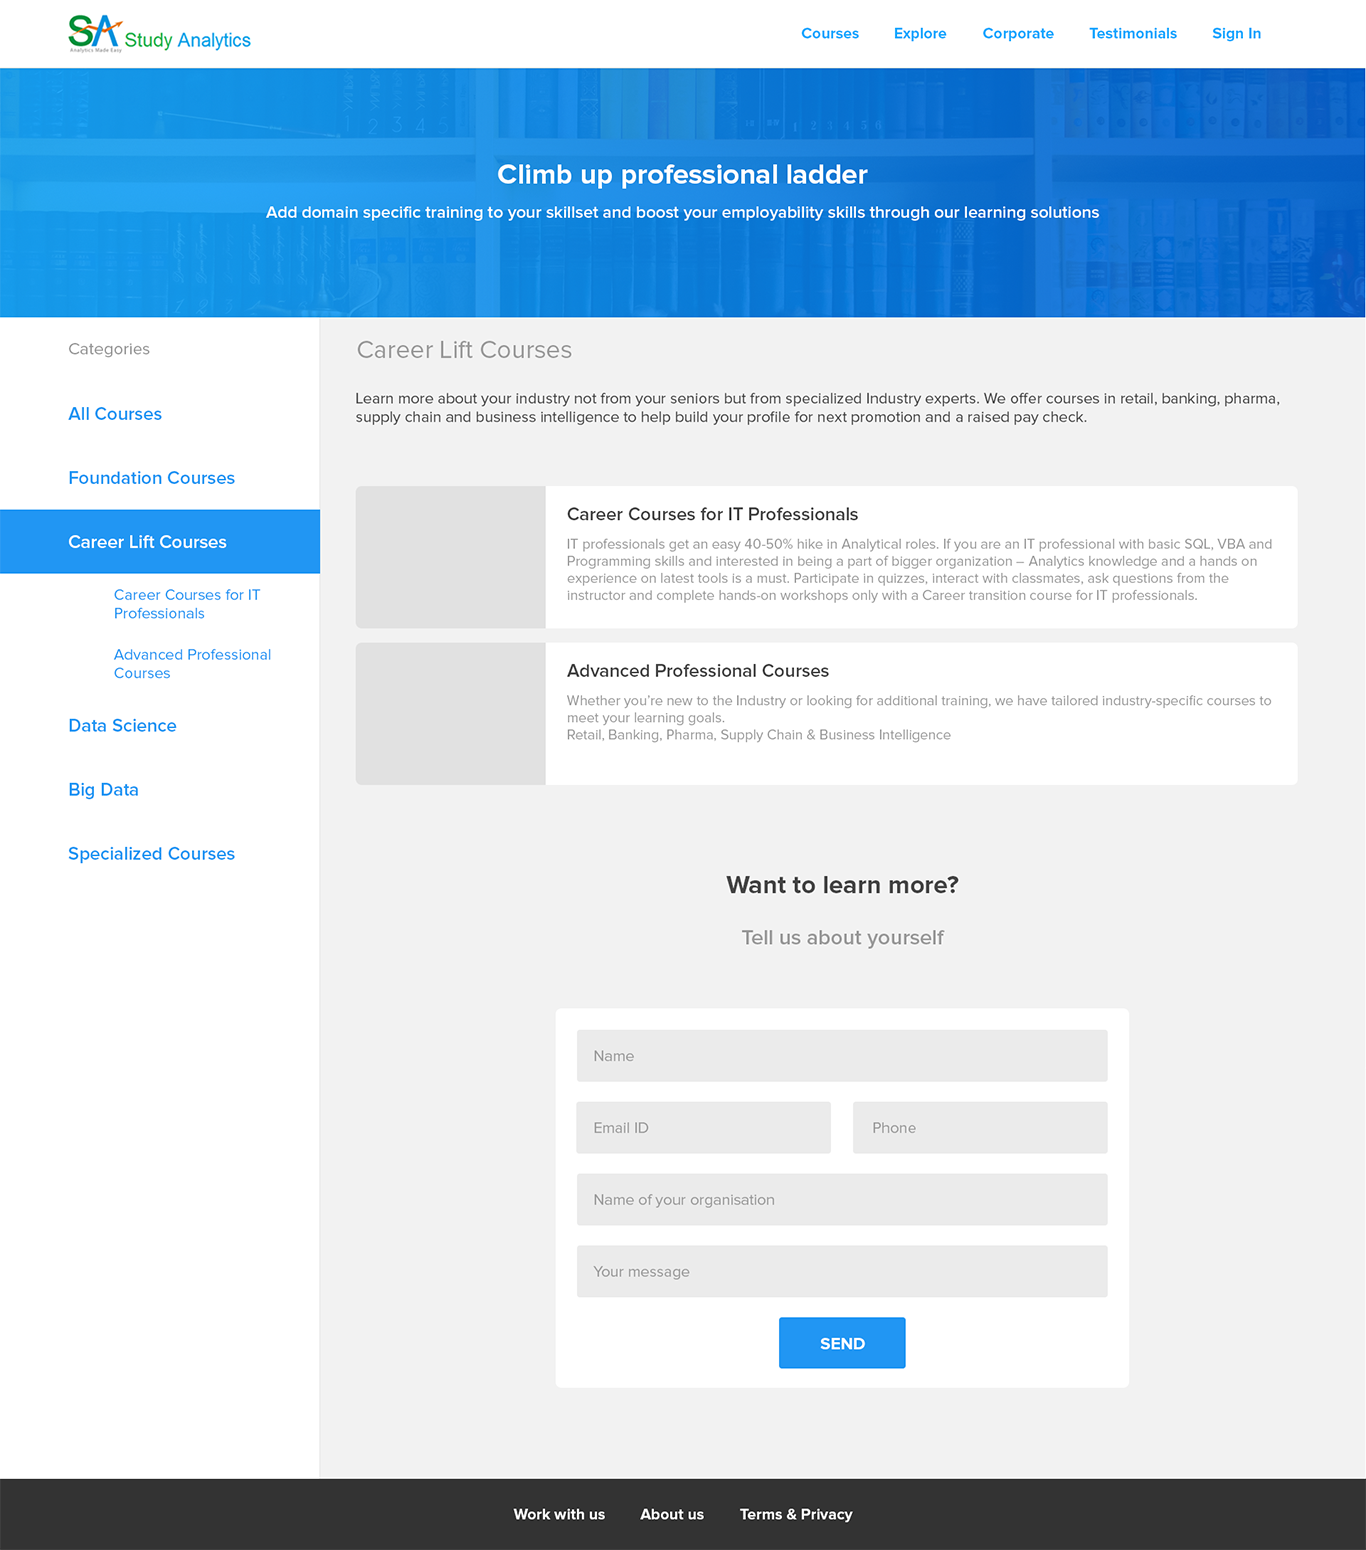 SA Study Analytics
Analytics Made Easy
Courses Explore Corporate Testimonials Sign In
1 2 3 4 5
1 2 3 4 5 6
Climb up professional ladder
Add domain specific training to your skillset and boost your employability skills through our learning solutions
Categories
All Courses
Foundation Courses
Career Lift Courses
Career Courses for IT
Professionals
Advanced Professional
Courses
Data Science
Big Data
Specialized Courses
Career Lift Courses
Learn more about your industry not from your seniors but from specialized Industry experts. We offer courses in retail, banking, pharma,
supply chain and business intelligence to help build your profile for next promotion and a raised pay check.
Career Courses for IT Professionals
IT professionals get an easy 40-50% hike in Analytical roles. If you are an IT professional with basic SQL, VBA and
Programming skills and interested in being a part of bigger organization – Analytics knowledge and a hands on
experience on latest tools is a must. Participate in quizzes, interact with classmates, ask questions from the
instructor and complete hands-on workshops only with a Career transition course for IT professionals.
Advanced Professional Courses
Whether you’re new to the Industry or looking for additional training, we have tailored industry-specific courses to
meet your learning goals.
Retail, Banking, Pharma, Supply Chain & Business Intelligence
Want to learn more?
Tell us about yourself
Name
Email ID Phone
Name of your organisation
Your message
SEND
Work with us About us Terms & Privacy